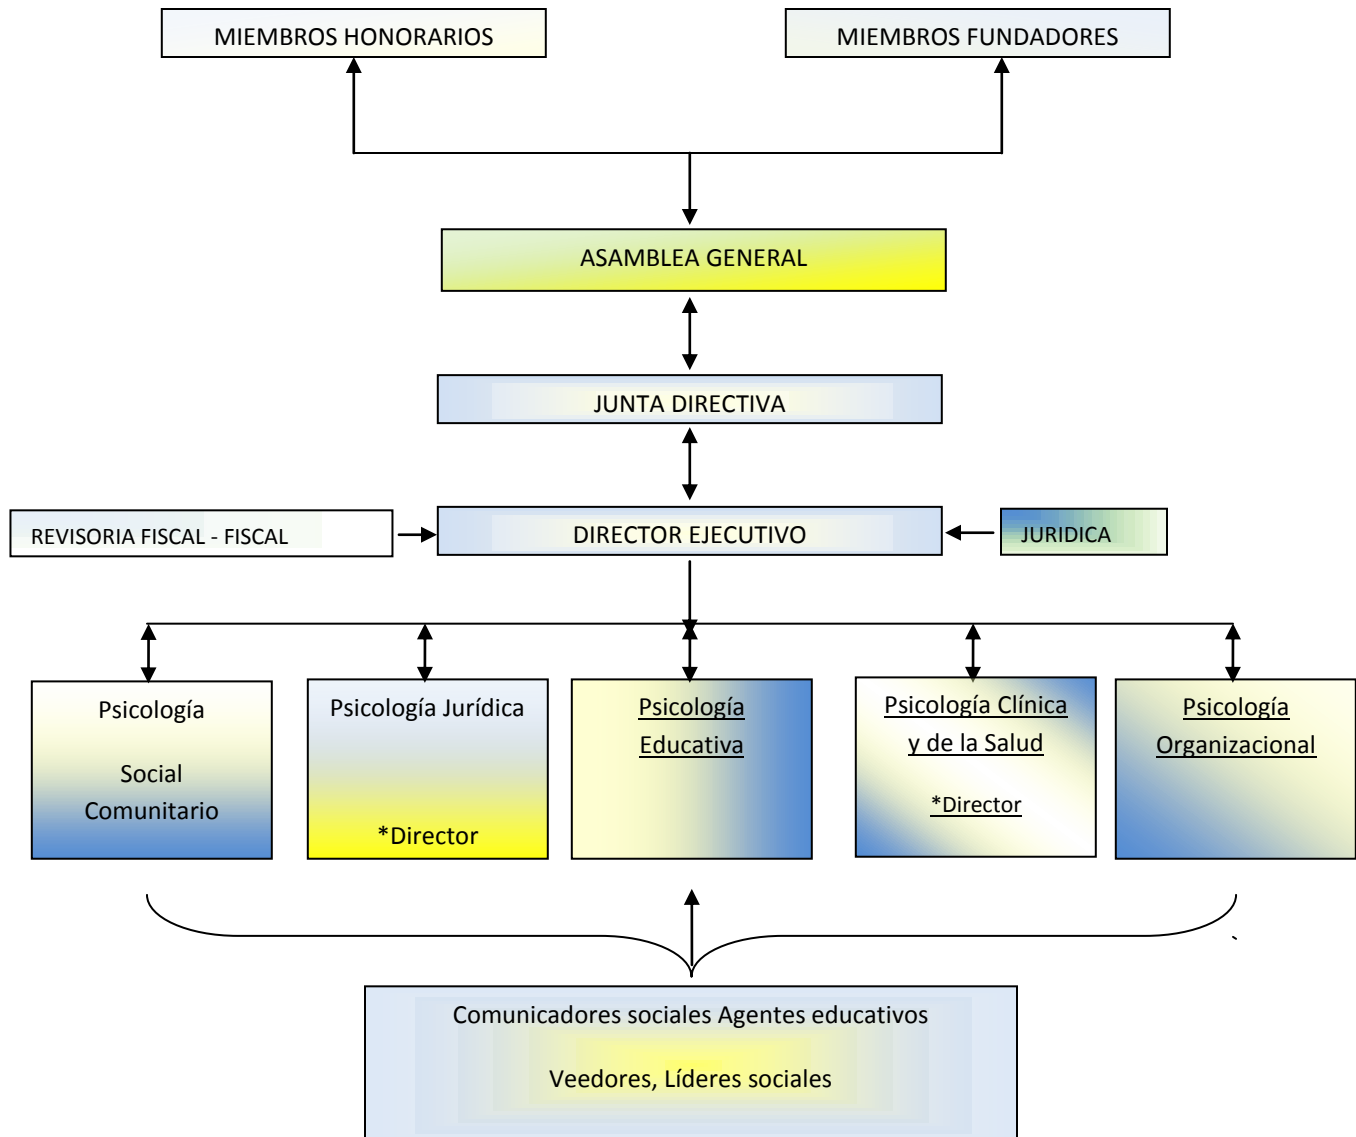 MIEMBROS HONORARIOS
MIEMBROS FUNDADORES
ASAMBLEA GENERAL
JUNTA DIRECTIVA
REVISORIA FISCAL - FISCAL
DIRECTOR EJECUTIVO
JURIDICA
Psicología
Social
Comunitario
Psicología Jurídica
*Director
Psicología
Educativa
Psicología Clínica
y de la Salud
*Director
Psicología
Organizacional
Comunicadores sociales Agentes educativos
Veedores, Líderes sociales